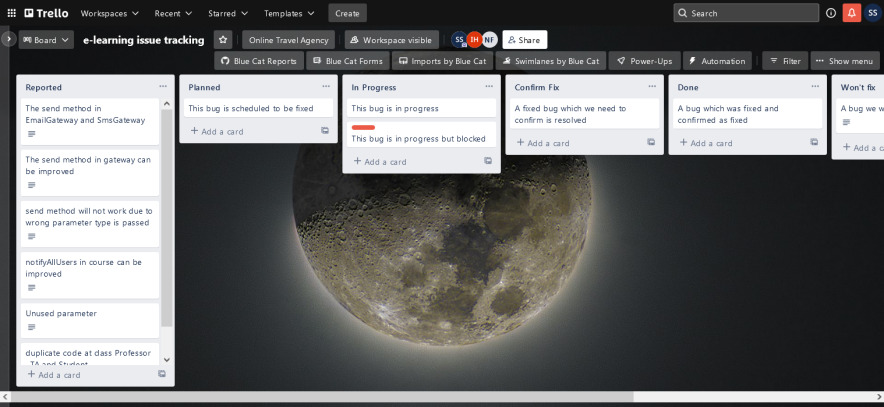 Trello Workspaces Recent Starred Templates Create Search SS
Board e-learning issue tracking Online Travel Agency Workspace visible SS IH NF Share
Blue Cat Reports Blue Cat Forms Imports by Blue Cat Swimlanes by Blue Cat Power-Ups Automation Filter Show menu
Reported
The send method in
EmailGateway and SmsGateway
The send method in gateway can
be improved
send method will not work due to
wrong parameter type is passed
notifyAllUsers in course can be
improved
Unused parameter
duplicate code at class Professor
,TA and Student
Add a card
Planned
This bug is scheduled to be fixed
Add a card
In Progress
This bug is in progress
This bug is in progress but blocked
Add a card
Confirm Fix
A fixed bug which we need to
confirm is resolved
Add a card
Done
A bug which was fixed and
confirmed as fixed
Add a card
Won't fix
A bug we w
Add a c